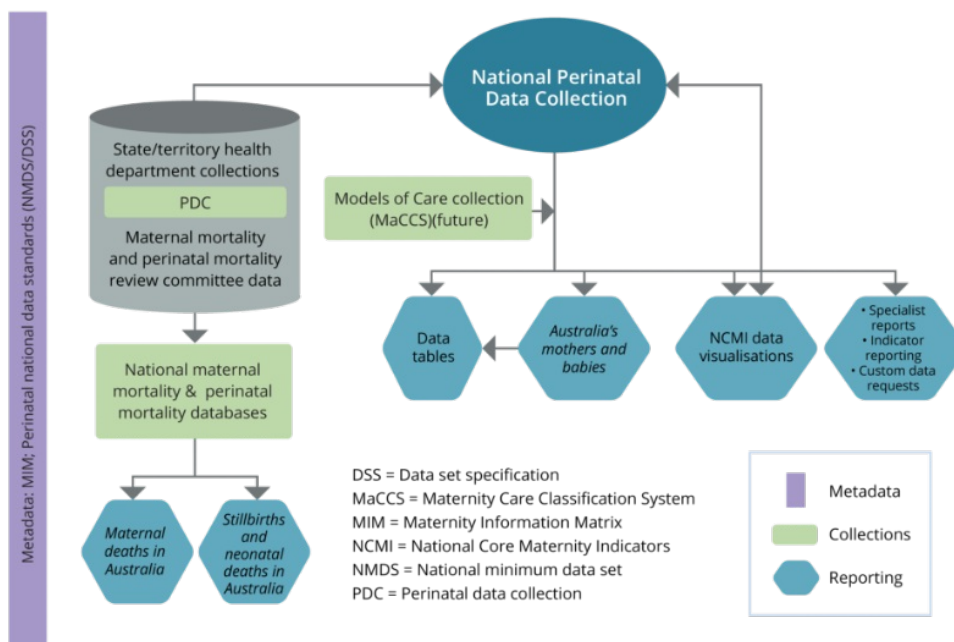 Metadata: MIM; Perinatal national data standards (NMDS/DSS)
National Perinatal
Data Collection
State/territory health
department collections
PDC
Maternal mortality
and perinatal mortality
review committee data
Models of Care collection
(MaCCS)(future)
Data
tables
Australia's
mothers and
babies
NCMI data
visualisations
• Specialist
reports
• Indicator
reporting
• Custom data
requests
National maternal
mortality & perinatal
mortality databases
Maternal
deaths in
Australia
Stillbirths
and
neonatal
deaths in
Australia
DSS = Data set specification
MaCCS = Maternity Care Classification System
MIM = Maternity Information Matrix
NCMI = National Core Maternity Indicators
NMDS = National minimum data set
PDC = Perinatal data collection
Metadata
Collections
Reporting